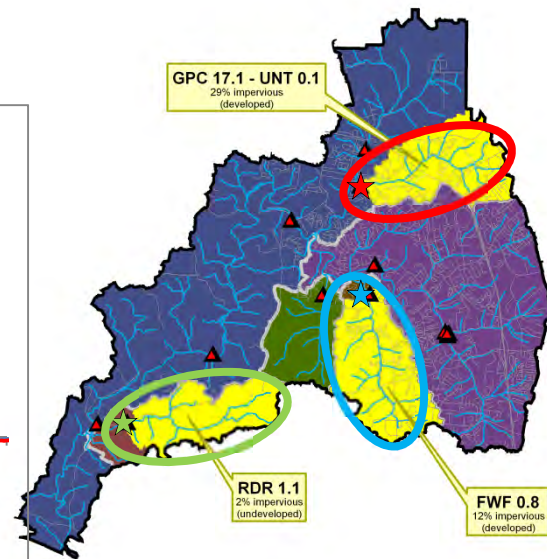 GPC 17.1 - UNT 0.1
29% impervious
(developed)
RDR 1.1
2% impervious
(undeveloped)
FWF 0.8
12% impervious
(developed)